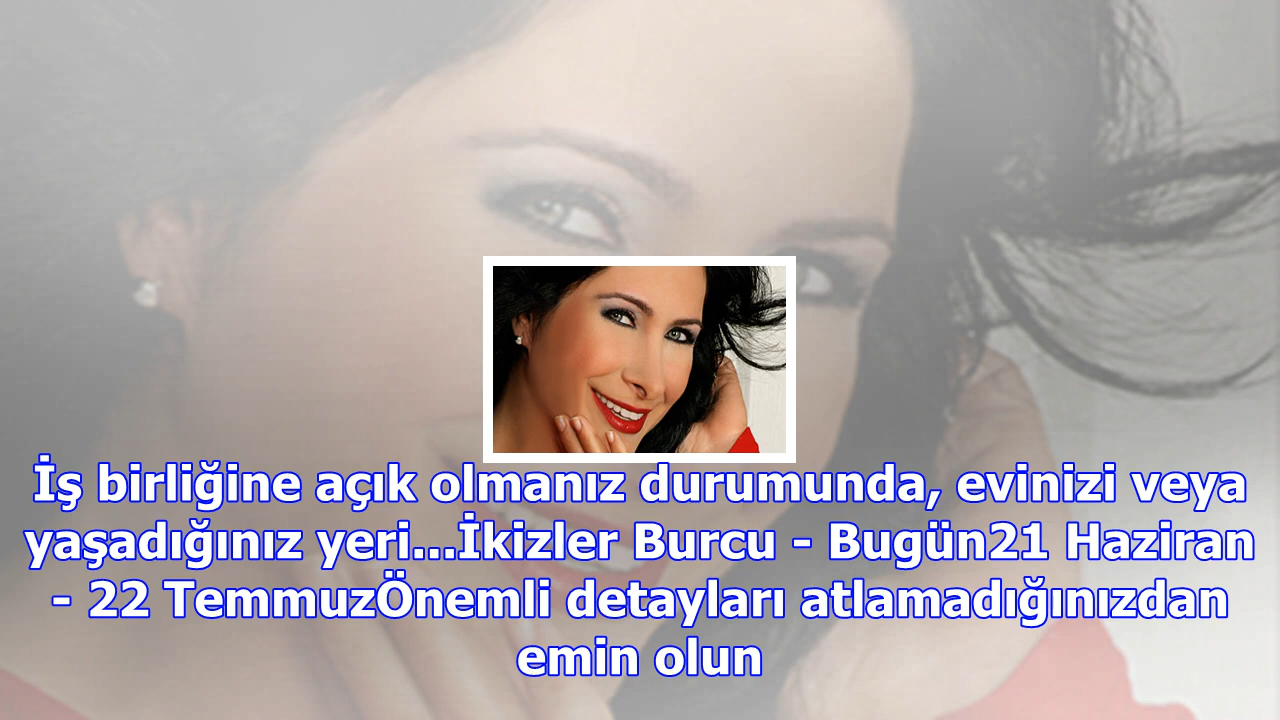 İş birliğine açık olmanız durumunda, evinizi veya
yaşadığınız yeri...İkizler Burcu - Bugün21 Haziran
- 22 TemmuzÖnemli detayları atlamadığınızdan
emin olun